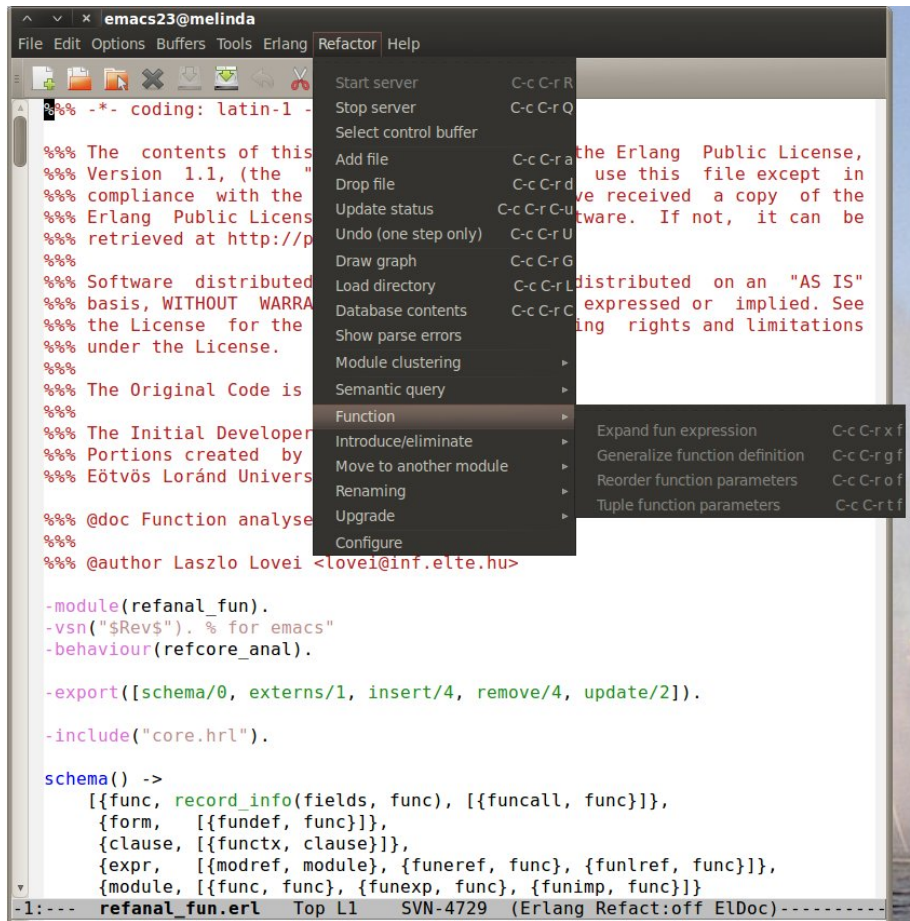 emacs23@melinda
File Edit Options Buffers Tools Erlang Refactor Help
Start server C-c C-r R
Stop server C-c C-r Q
Select control buffer
Add file C-c C-r a
Drop file C-c C-r d
Update status C-c C-r C-u
Undo (one step only) C-c C-r U
Draw graph C-c C-r G
Load directory C-c C-r L
Database contents C-c C-r C
Show parse errors
Module clustering
Semantic query
Function
Introduce/eliminate
Move to another module
Renaming
Upgrade
Configure
Expand fun expression C-c C-r x f
Generalize function definition C-c C-r g f
Reorder function parameters C-c C-r o f
Tuple function parameters C-c C-r t f
%%% -*- coding: latin-1 -
%%% The contents of this the Erlang Public License,
%%% Version 1.1, (the " use this file except in
%%% compliance with the ve received a copy of the
%%% Erlang Public Licens tware. If not, it can be
%%% retrieved at http://p
%%%
%%% Software distributed distributed on an "AS IS"
%%% basis, WITHOUT WARRA expressed or implied. See
%%% the License for the ing rights and limitations
%%% under the License.
%%%
%%% The Original Code is
%%%
%%% The Initial Developer
%%% Portions created by
%%% Eötvös Loránd Univers
%%% @doc Function analyse
%%%
%%% @author Laszlo Lovei <lovei@inf.elte.hu>
-module(refanal_fun).
-vsn("$Rev$"). % for emacs"
-behaviour(refcore_anal).
-export([schema/0, externs/1, insert/4, remove/4, update/2]).
-include("core.hrl").
schema() ->
[{func, record_info(fields, func), [{funcall, func}]},
{form, [{fundef, func}]},
{clause, [{functx, clause}]},
{expr, [{modref, module}, {funeref, func}, {funlref, func}]},
{module, [{func, func}, {funexp, func}, {funimp, func}]}
-1:--- refanal_fun.erl Top L1 SVN-4729 (Erlang Refact:off ElDoc)----------